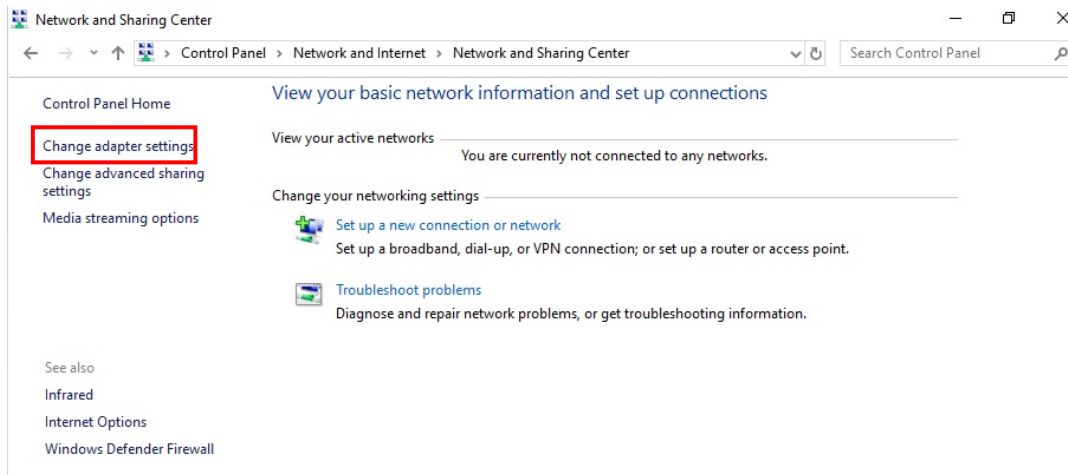 Network and Sharing Center
Control Panel > Network and Internet > Network and Sharing Center
Search Control Panel
Control Panel Home
Change adapter settings
Change advanced sharing
settings
Media streaming options
View your basic network information and set up connections
View your active networks
You are currently not connected to any networks.
Change your networking settings
Set up a new connection or network
Set up a broadband, dial-up, or VPN connection; or set up a router or access point.
Troubleshoot problems
Diagnose and repair network problems, or get troubleshooting information.
See also
Infrared
Internet Options
Windows Defender Firewall